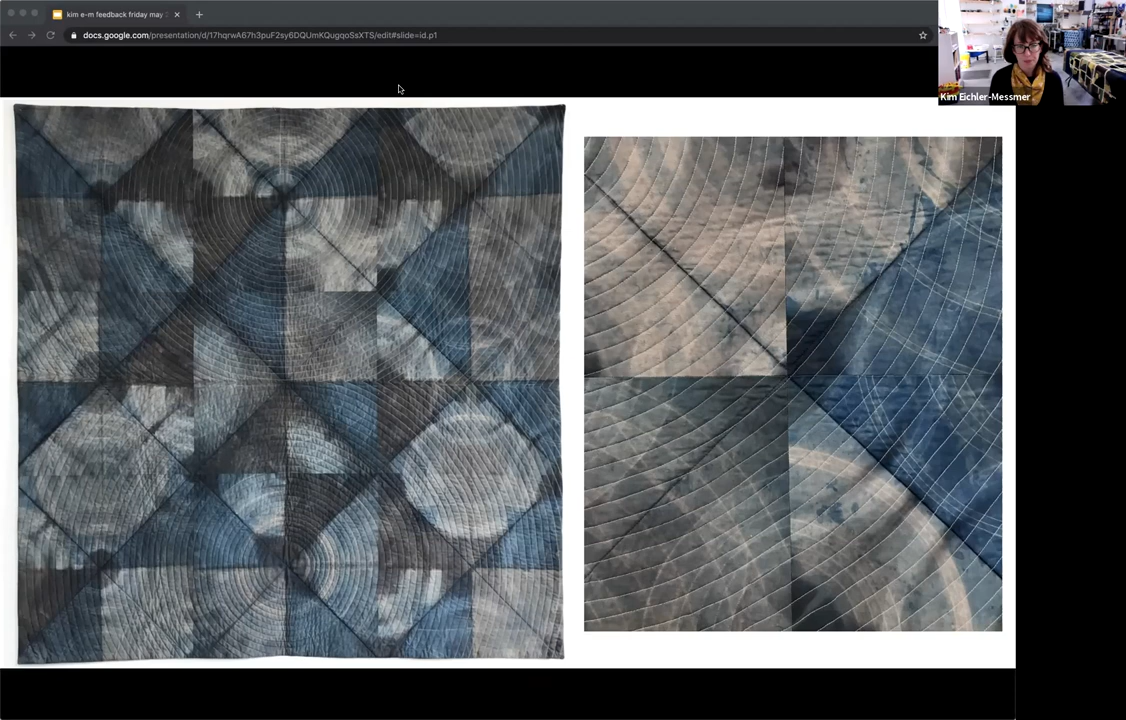 kim e-m feedback friday may
docs.google.com/presentation/d/17hqrwA67h3puF2sy6DQUmKQugqoSsXTS/edit#slide=id.p1
Kim Eichler-Messmer